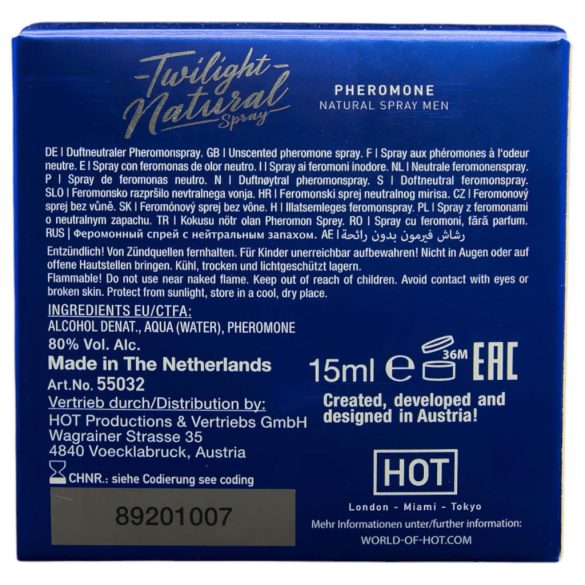 Twilight
Natural
Spray
PHEROMONE
NATURAL SPRAY MEN
DE | Duftneutraler Pheromonspray. GB | Unscented pheromone spray. F | Spray aux phéromones à l'odeur
neutre. E | Spray con feromonas de olor neutro. I | Spray ai feromoni inodore. NL | Neutrale feromonenspray.
P | Spray de feromonas neutro. N | Duftnøytral pheromonspray. S | Doftneutral feromonspray.
SLO | Feromonsko razpršilo nevtralnega vonja. HR | Feromonski sprej neutralnog mirisa. CZ | Feromonový
sprej bez vůně. SK | Feromónový sprej bez vône. H | Illatsemleges feromonspray. PL | Spray z feromonami
o neutralnym zapachu. TR | Kokusu nötr olan Pheromon Sprey. RO | Spray cu feromoni, fără parfum.
RUS | Феромонный спрей с нейтральным запахом. AE | رشاش فيرمون بدون رائحة
Entzündlich! Von Zündquellen fernhalten. Für Kinder unerreichbar aufbewahren! Nicht in Augen oder auf
offene Hautstellen bringen. Kühl, trocken und lichtgeschützt lagern.
Flammable! Do not use near naked flame. Keep out of reach of children. Avoid contact with eyes or
broken skin. Protect from sunlight, store in a cool, dry place.
INGREDIENTS EU/CTFA:
ALCOHOL DENAT., AQUA (WATER), PHEROMONE
80% Vol. Alc.
Made in The Netherlands
Art.No. 55032
Vertrieb durch/Distribution by:
HOT Productions & Vertriebs GmbH
Wagrainer Strasse 35
4840 Voecklabruck, Austria
CHNR.: siehe Codierung see coding
89201007
15ml e 36M EAC
Created, developed and
designed in Austria!
HOT
London - Miami - Tokyo
Mehr Informationen unter/further information:
WORLD-OF-HOT.COM